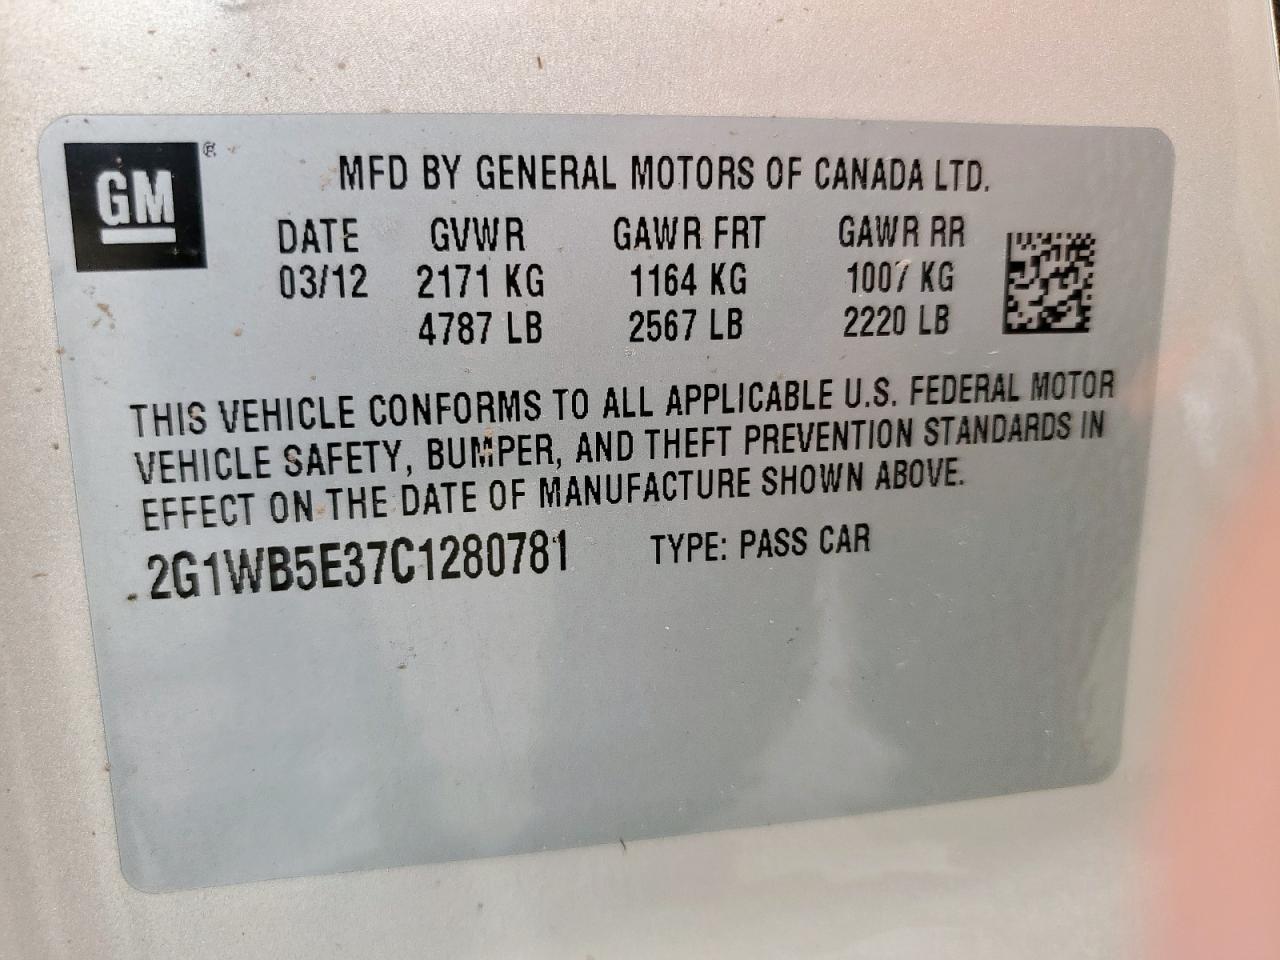 GM ®
MFD BY GENERAL MOTORS OF CANADA LTD.
DATE GVWR GAWR FRT GAWR RR
03/12 2171 KG 1164 KG 1007 KG
4787 LB 2567 LB 2220 LB
THIS VEHICLE CONFORMS TO ALL APPLICABLE U.S. FEDERAL MOTOR
VEHICLE SAFETY, BUMPER, AND THEFT PREVENTION STANDARDS IN
EFFECT ON THE DATE OF MANUFACTURE SHOWN ABOVE.
2G1WB5E37C1280781 TYPE: PASS CAR